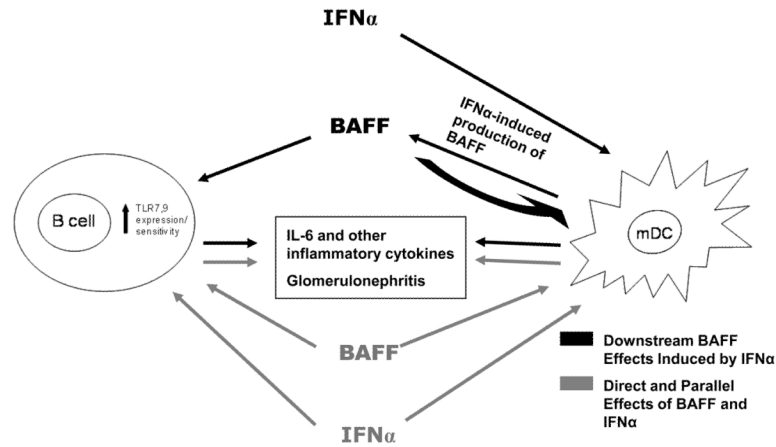 IFNα
IFNα-induced
production of
BAFF
BAFF
B cell
TLR7,9
expression/
sensitivity
mDC
IL-6 and other
inflammatory cytokines
Glomerulonephritis
BAFF
IFNα
Downstream BAFF
Effects Induced by IFNα
Direct and Parallel
Effects of BAFF and
IFNα